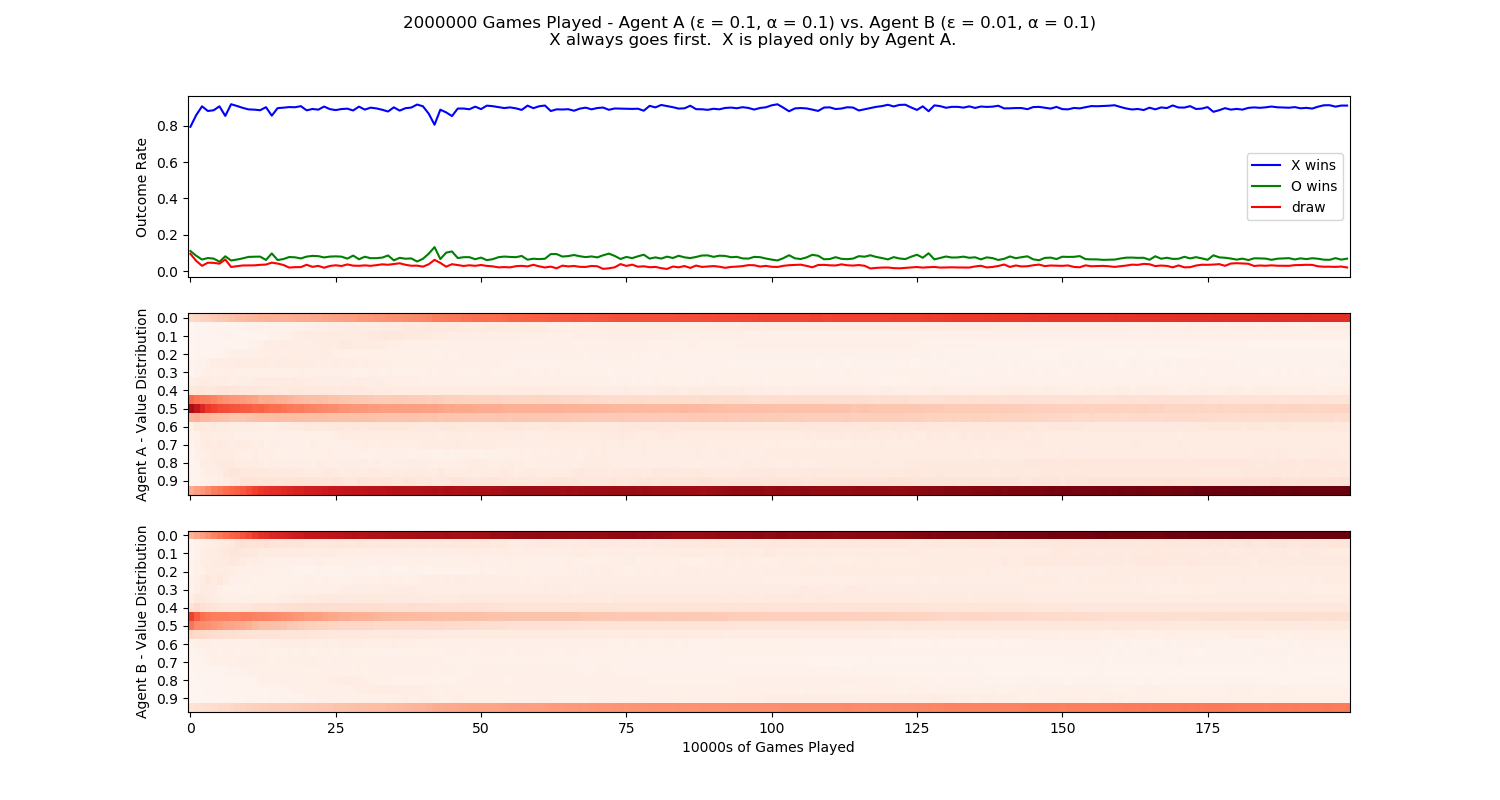 2000000 Games Played - Agent A (ε = 0.1, α = 0.1) vs. Agent B (ε = 0.01, α = 0.1)
X always goes first.  X is played only by Agent A.
Outcome Rate
0.8
0.6
0.4
0.2
0.0
X wins
O wins
draw
Agent A - Value Distribution
0.0
0.1
0.2
0.3
0.4
0.5
0.6
0.7
0.8
0.9
Agent B - Value Distribution
0.0
0.1
0.2
0.3
0.4
0.5
0.6
0.7
0.8
0.9
0 25 50 75 100 125 150 175
10000s of Games Played